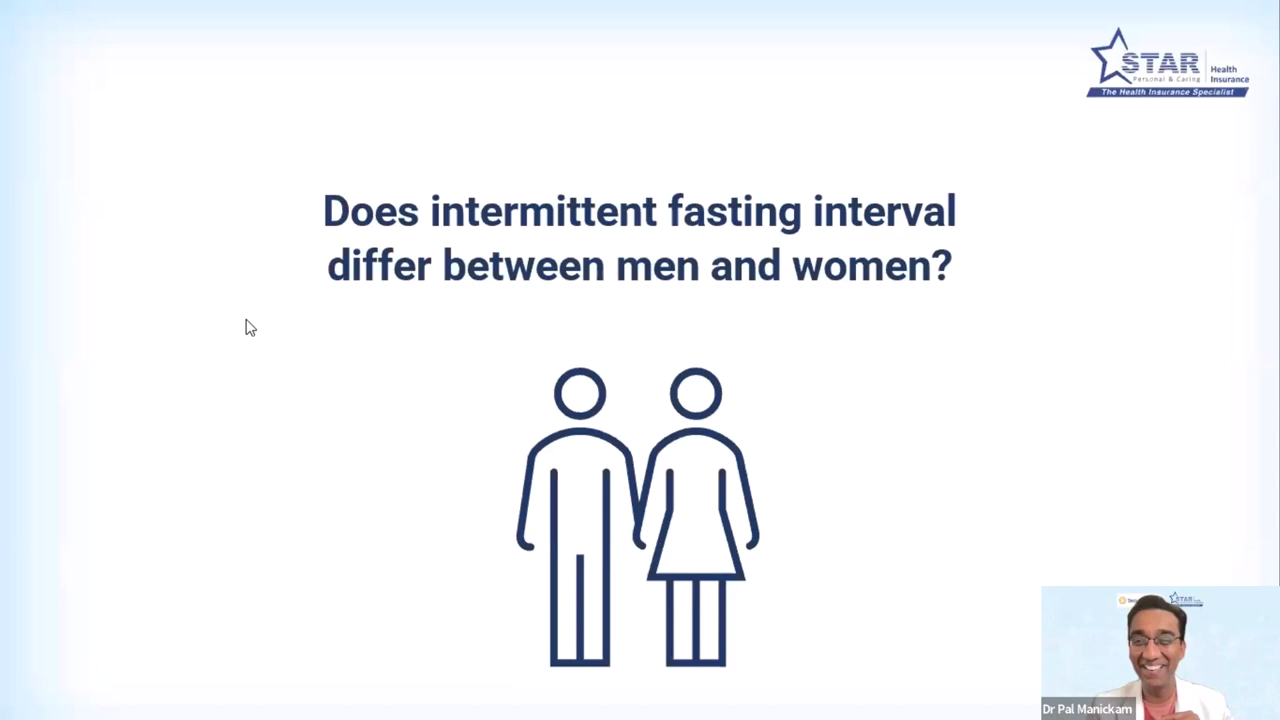 STAR
Health
Insurance
Personal & Caring
The Health Insurance Specialist
Does intermittent fasting interval
differ between men and women?
STAR
Dr Pal Manickam